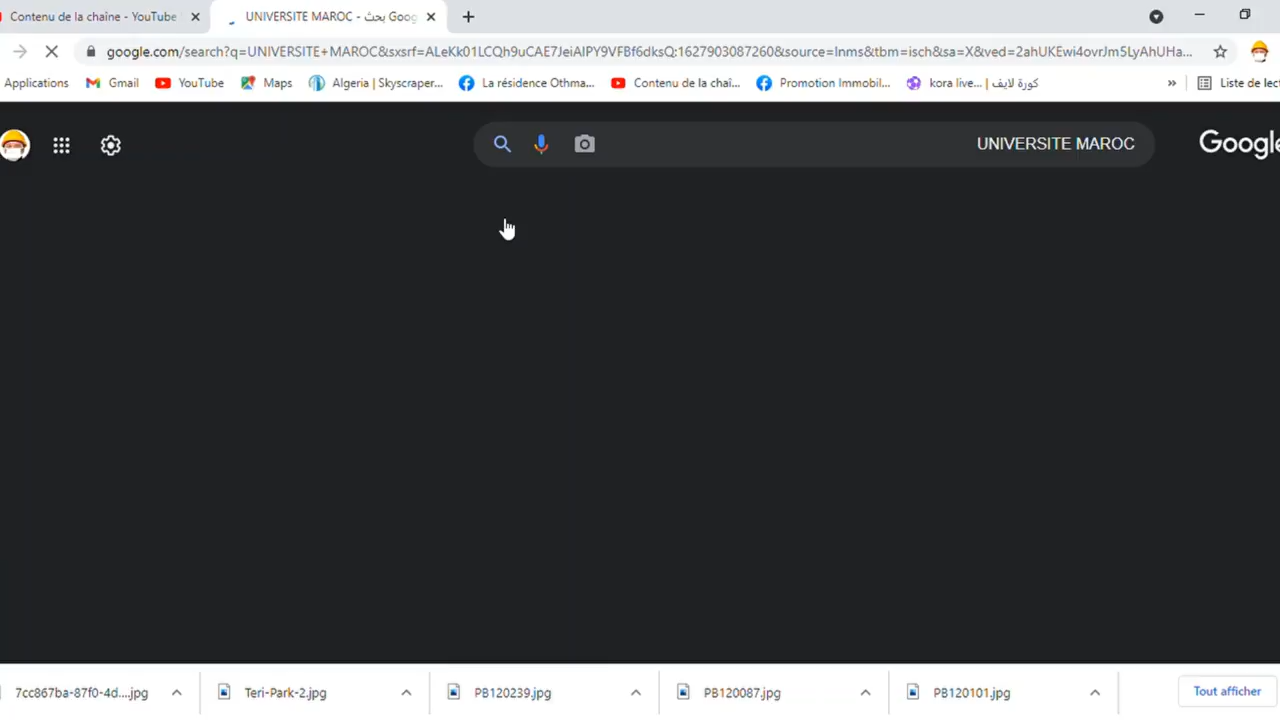 Contenu de la chaîne - YouTube
UNIVERSITE MAROC - بحث Goog
google.com/search?q=UNIVERSITE+MAROC&sxsrf=ALeKk01LCQh9uCAE7JeiAlPY9VFBf6dksQ:1627903087260&source=lnms&tbm=isch&sa=X&ved=2ahUKEwi4ovrJm5LyAhUHa...
Applications
Gmail
YouTube
Maps
Algeria | Skyscraper...
La résidence Othma...
Contenu de la chaî...
Promotion Immobil...
kora live... | كورة لايف
»
Liste de lec
UNIVERSITE MAROC
Google
7cc867ba-87f0-4d....jpg
Teri-Park-2.jpg
PB120239.jpg
PB120087.jpg
PB120101.jpg
Tout afficher